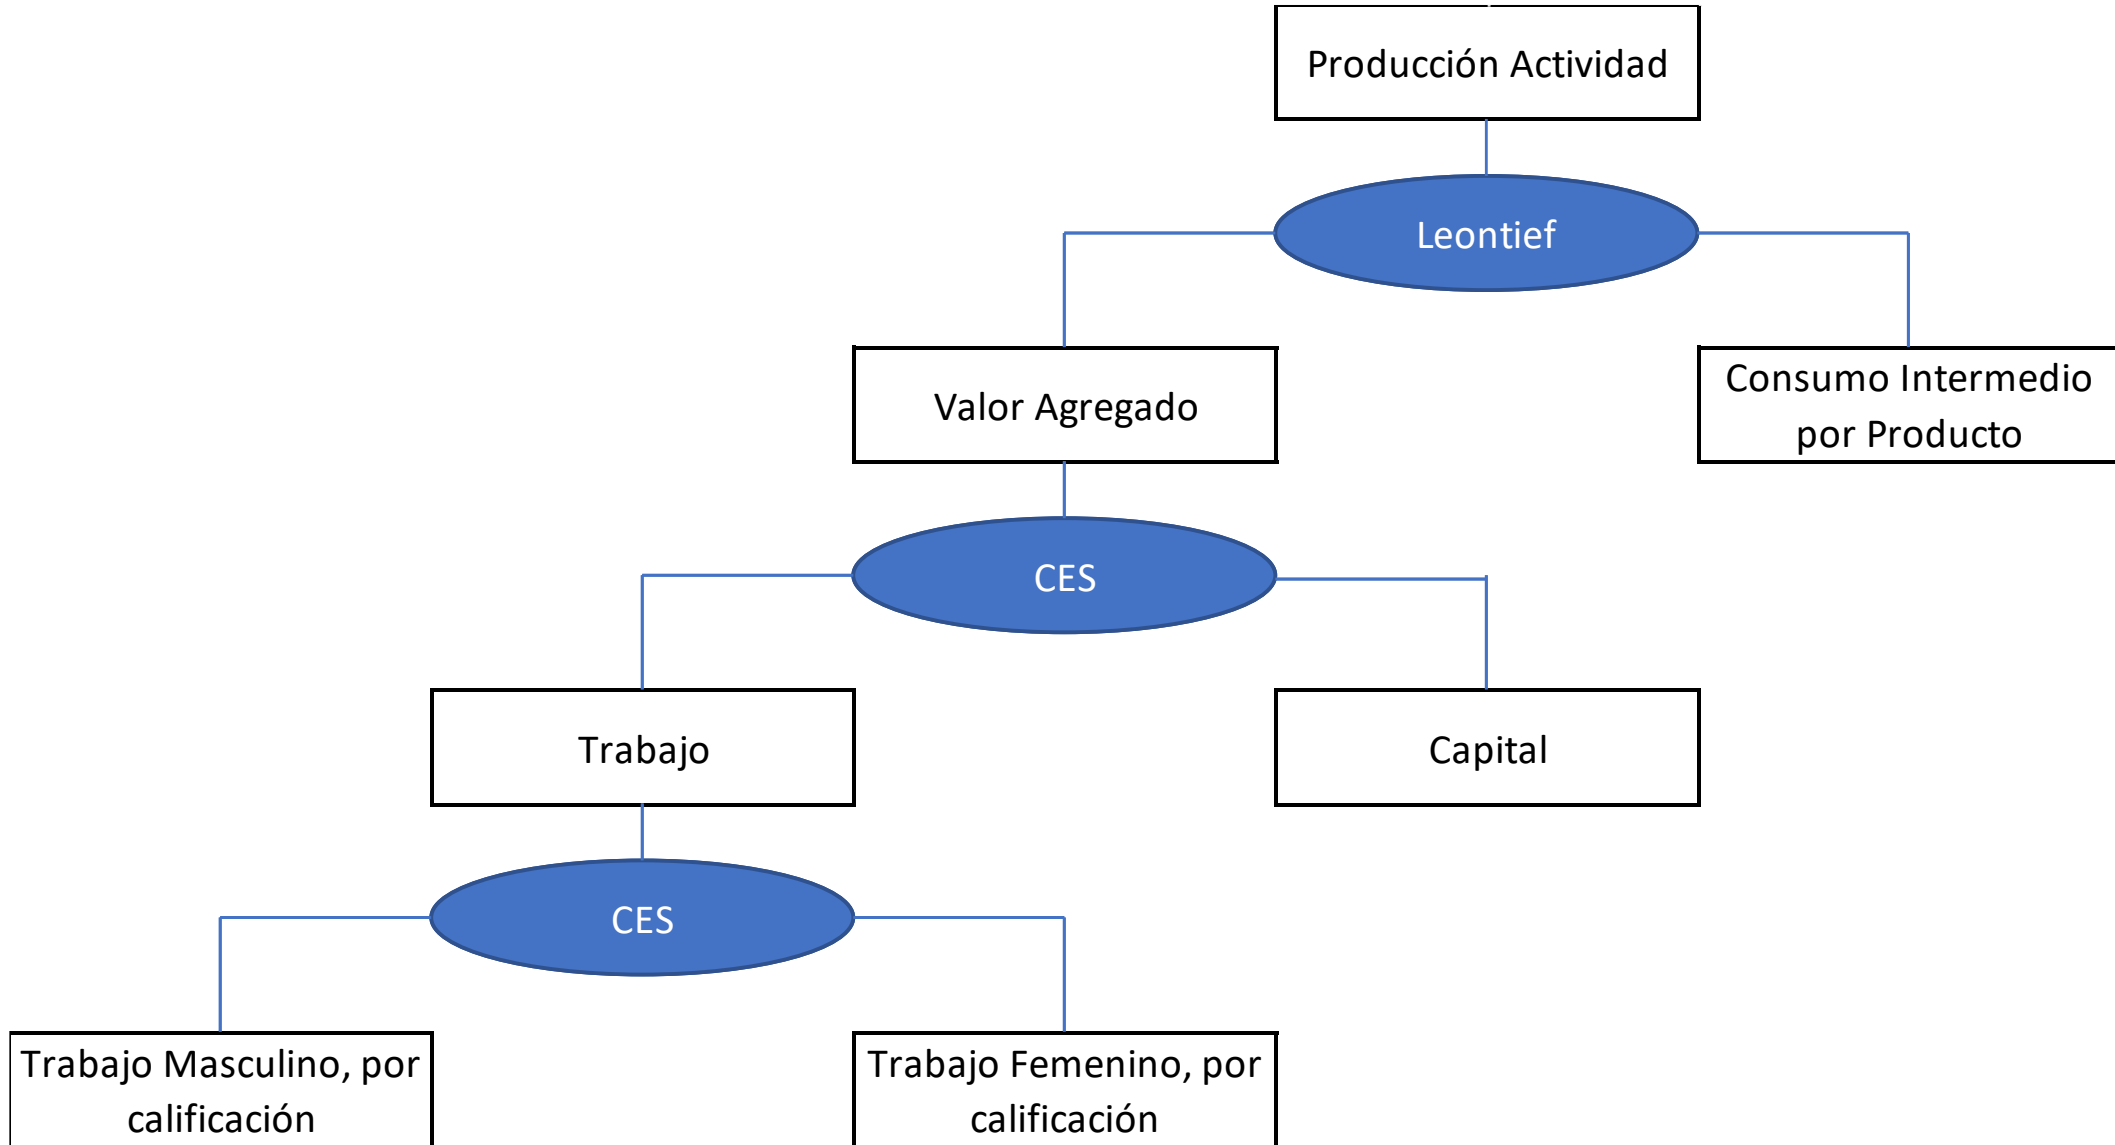 Producción Actividad
Leontief
Valor Agregado
Consumo Intermedio
por Producto
CES
Trabajo
Capital
CES
Trabajo Masculino, por
calificación
Trabajo Femenino, por
calificación